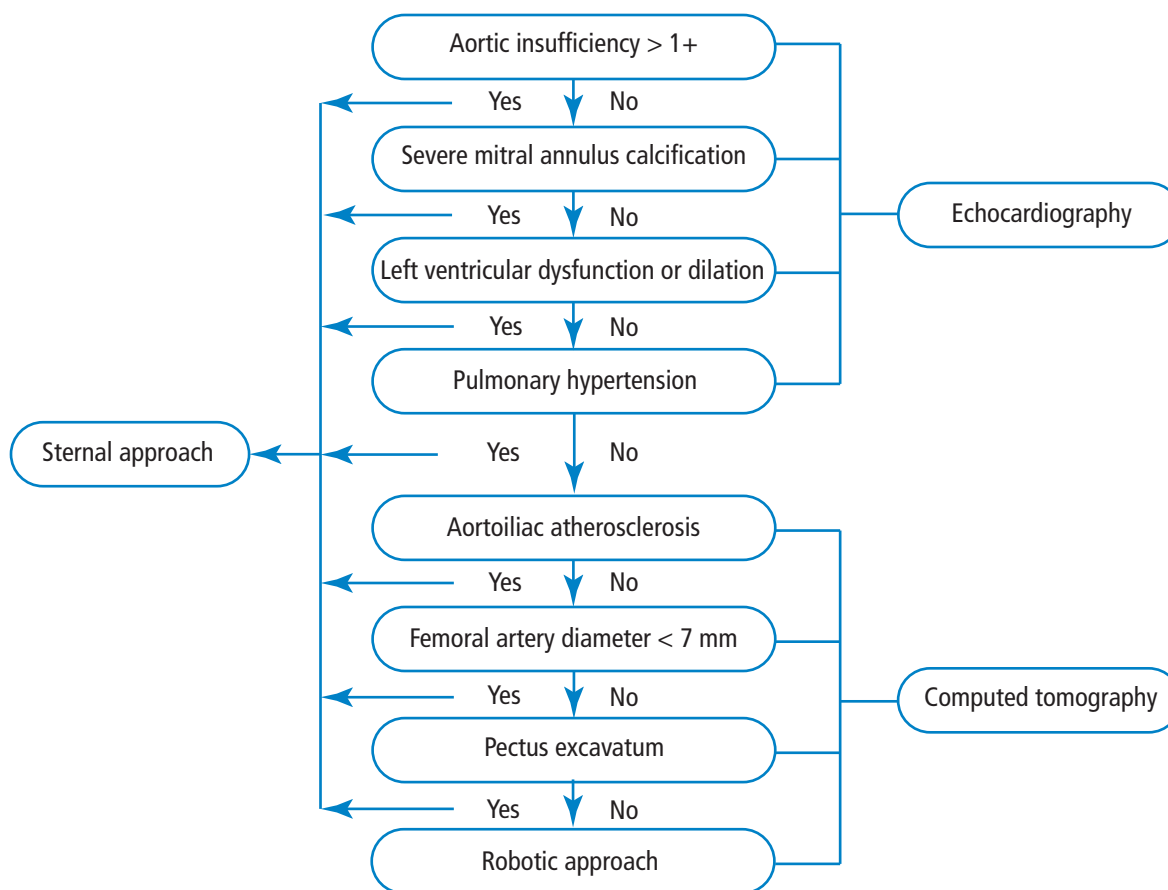 Aortic insufficiency > 1+
Yes No
Severe mitral annulus calcification
Yes No
Echocardiography
Left ventricular dysfunction or dilation
Yes No
Pulmonary hypertension
Sternal approach
Yes No
Aortoiliac atherosclerosis
Yes No
Femoral artery diameter < 7 mm
Yes No
Computed tomography
Pectus excavatum
Yes No
Robotic approach